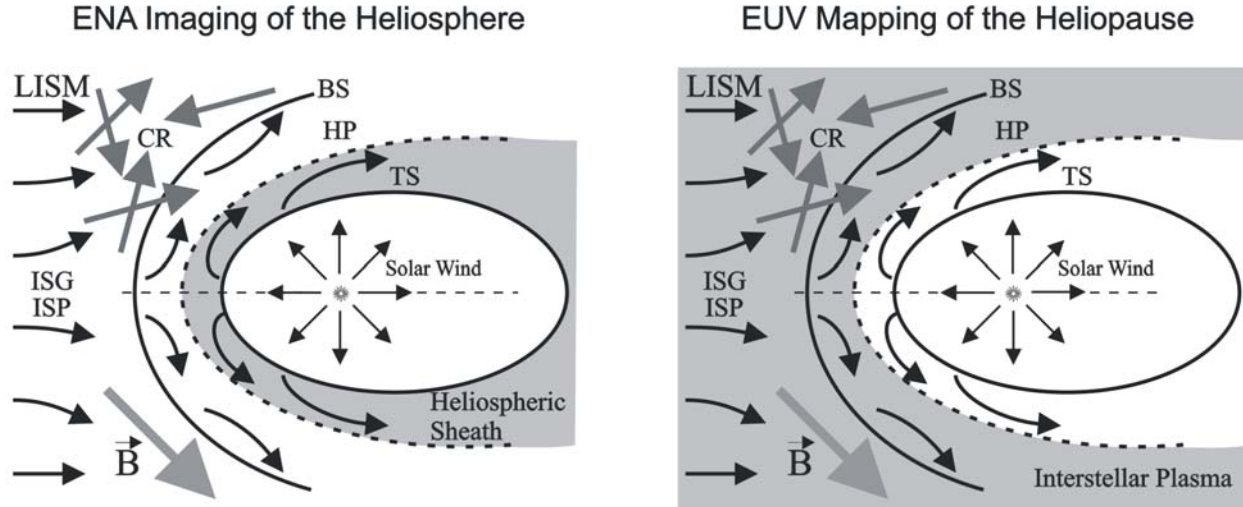 ENA Imaging of the Heliosphere
LISM
BS
CR
HP
TS
Solar Wind
ISG
ISP
Heliospheric
Sheath
B
EUV Mapping of the Heliopause
LISM
BS
CR
HP
TS
Solar Wind
ISG
ISP
B
Interstellar Plasma